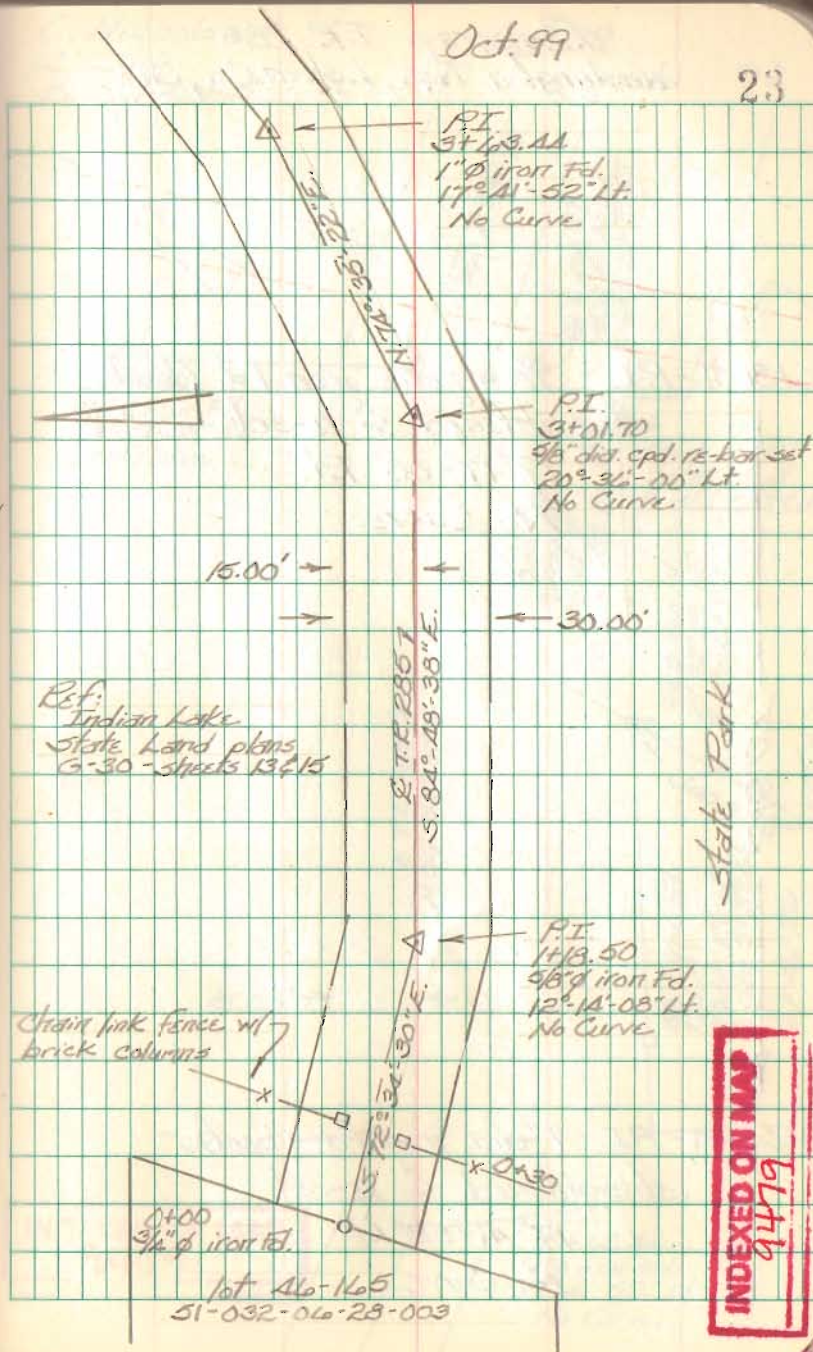 Oct. 99
23
P.I.
3+63.44
1"ϕ iron Fd.
17°-41'-52" Lt.
No Curve
N. 74°-35'-22" E.
P.I.
3+01.70
5/8" dia. cpd. re-bar set
20°-36'-00" Lt.
No Curve
15.00'
30.00'
Ref:
Indian Lake
State Land plans
G-30 - sheets 13 & 15
℄ T.R. 285
S. 84°-48'-38" E.
State Park
P.I.
1+18.50
5/8"ϕ iron Fd.
12°-14'-08" Lt.
No Curve
Chain link fence w/
brick columns
S. 72°-34'-30" E.
x
x 0+30
0+00
3/4"ϕ iron Fd.
lot 46-165
51-032-06-28-003
INDEXED ON MAP
9479